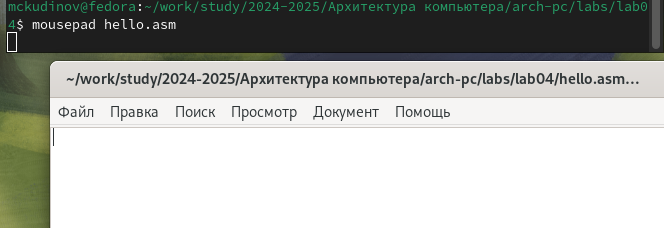 mckudinov@fedora:~/work/study/2024-2025/Архитектура компьютера/arch-pc/labs/lab0
4$ mousepad hello.asm
~/work/study/2024-2025/Архитектура компьютера/arch-pc/labs/lab04/hello.asm...
Файл Правка Поиск Просмотр Документ Помощь